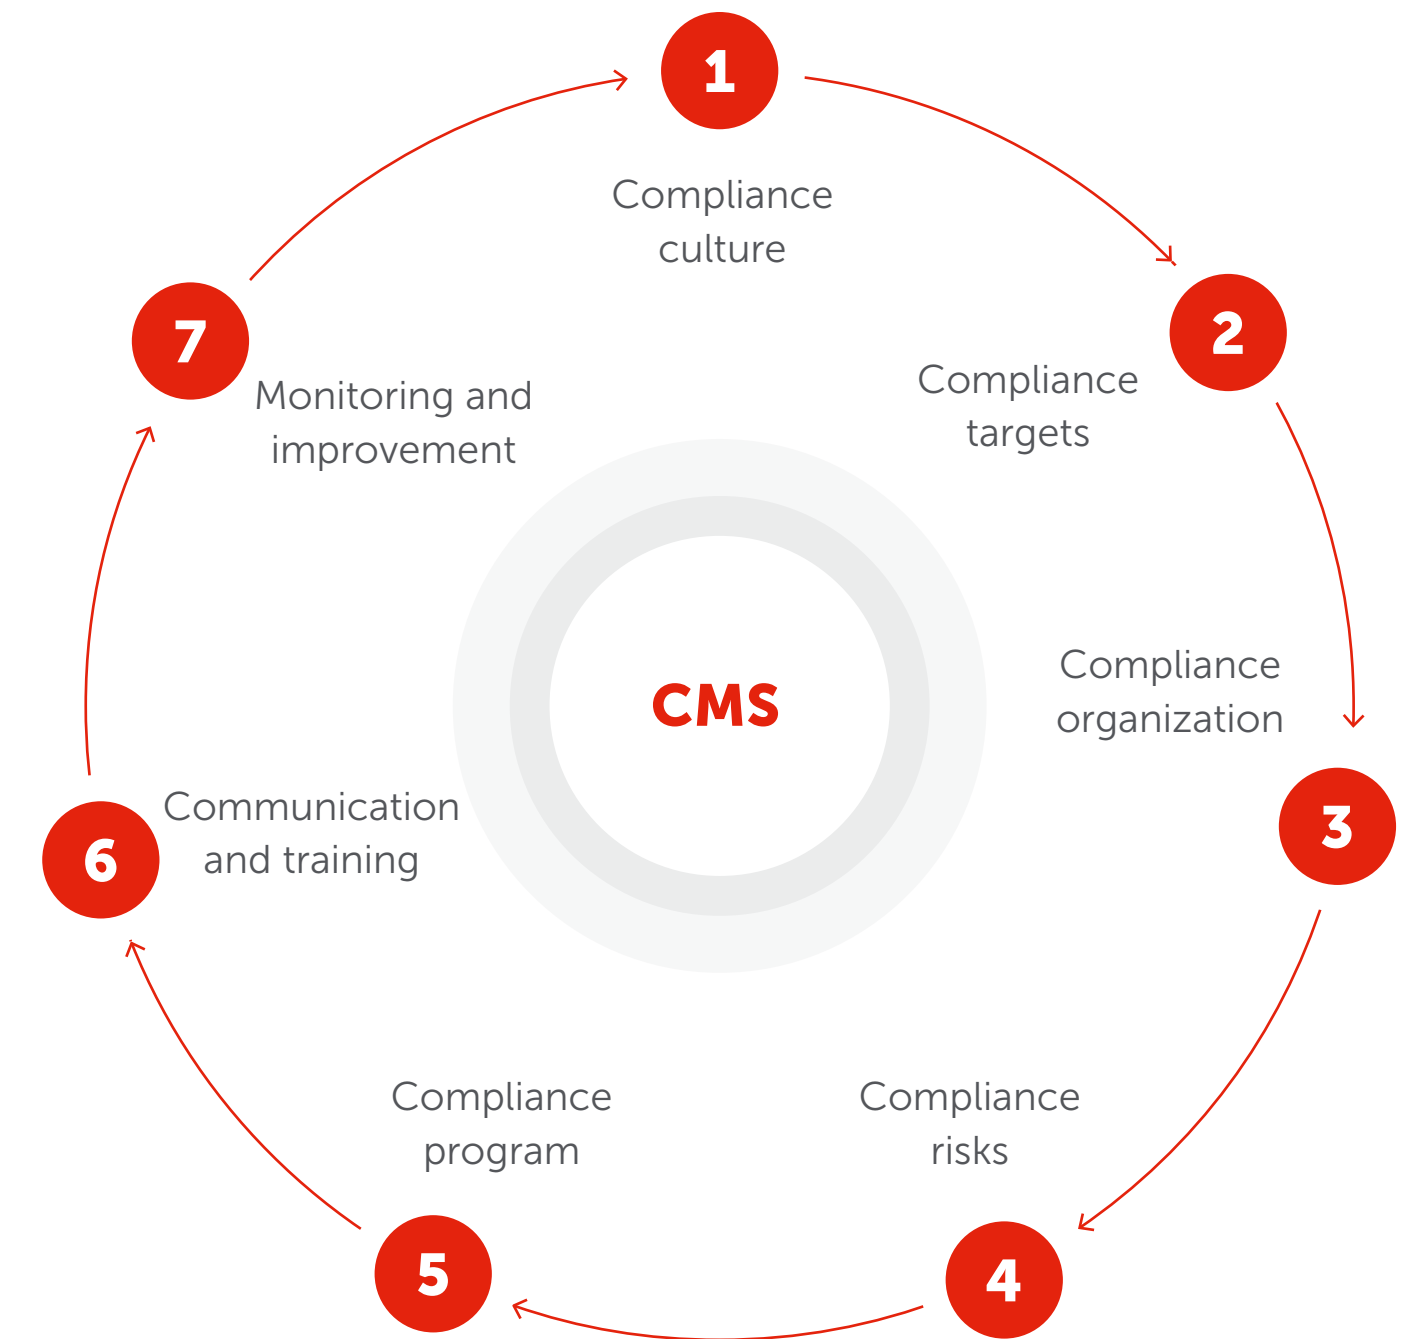 1
Compliance
culture
2
Compliance
targets
3
Compliance
organization
4
Compliance
risks
5
Compliance
program
6
Communication
and training
7
Monitoring and
improvement
CMS